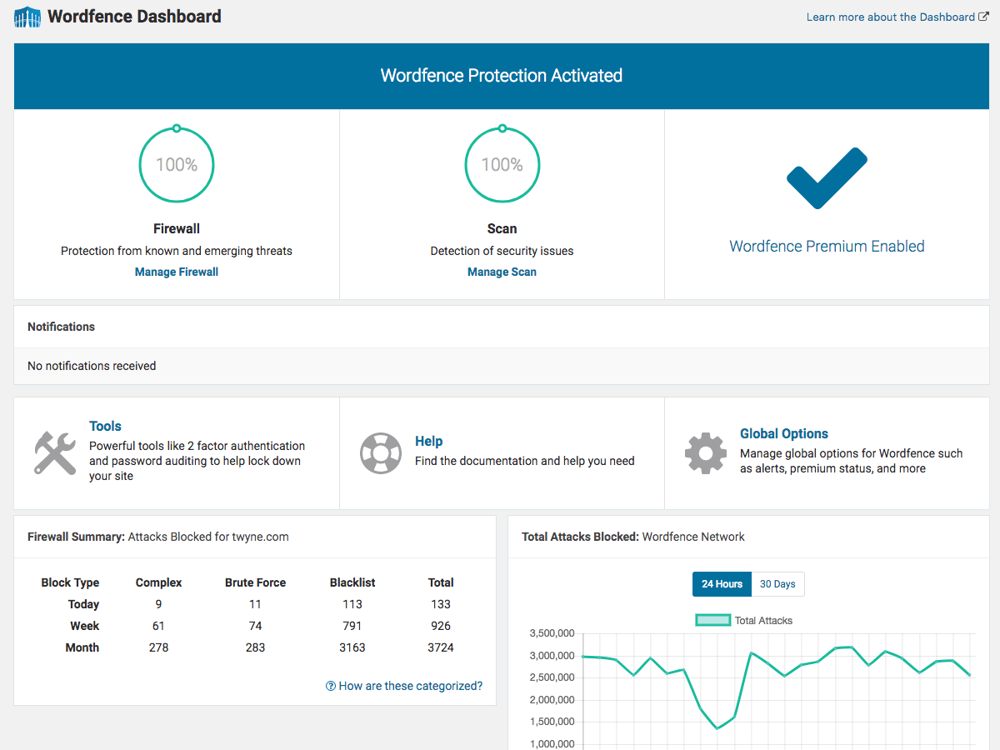 Wordfence Dashboard
Learn more about the Dashboard
Wordfence Protection Activated
100%
Firewall
Protection from known and emerging threats
Manage Firewall
100%
Scan
Detection of security issues
Manage Scan
Wordfence Premium Enabled
Notifications
No notifications received
Tools
Powerful tools like 2 factor authentication
and password auditing to help lock down
your site
Help
Find the documentation and help you need
Global Options
Manage global options for Wordfence such
as alerts, premium status, and more
Firewall Summary: Attacks Blocked for twyne.com
Block Type Complex Brute Force Blacklist Total
Today 9 11 113 133
Week 61 74 791 926
Month 278 283 3163 3724
How are these categorized?
Total Attacks Blocked: Wordfence Network
24 Hours 30 Days
Total Attacks
3,500,000
3,000,000
2,500,000
2,000,000
1,500,000
1,000,000